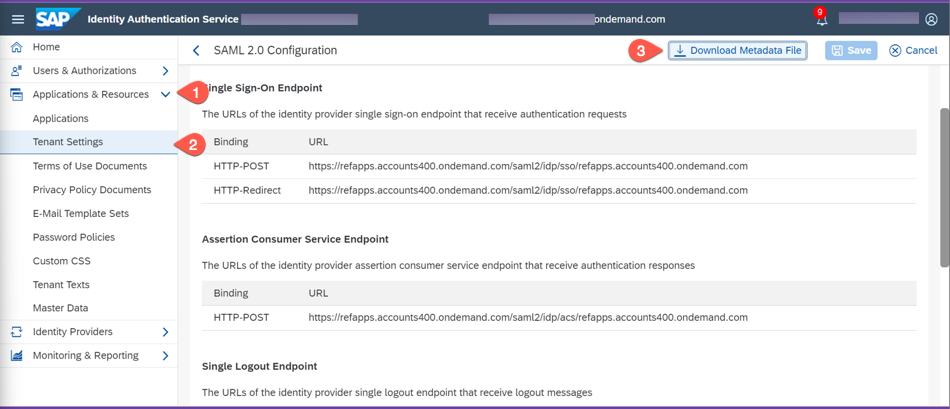 SAP Identity Authentication Service ondemand.com 9
Home
Users & Authorizations
Applications & Resources 1
Applications
Tenant Settings 2
Terms of Use Documents
Privacy Policy Documents
E-Mail Template Sets
Password Policies
Custom CSS
Tenant Texts
Master Data
Identity Providers
Monitoring & Reporting
SAML 2.0 Configuration 3 Download Metadata File Save Cancel
ingle Sign-On Endpoint
The URLs of the identity provider single sign-on endpoint that receive authentication requests
Binding URL
HTTP-POST https://refapps.accounts400.ondemand.com/saml2/idp/sso/refapps.accounts400.ondemand.com
HTTP-Redirect https://refapps.accounts400.ondemand.com/saml2/idp/sso/refapps.accounts400.ondemand.com
Assertion Consumer Service Endpoint
The URLs of the identity provider assertion consumer service endpoint that receive authentication responses
Binding URL
HTTP-POST https://refapps.accounts400.ondemand.com/saml2/idp/acs/refapps.accounts400.ondemand.com
Single Logout Endpoint
The URLs of the identity provider single logout endpoint that receive logout messages